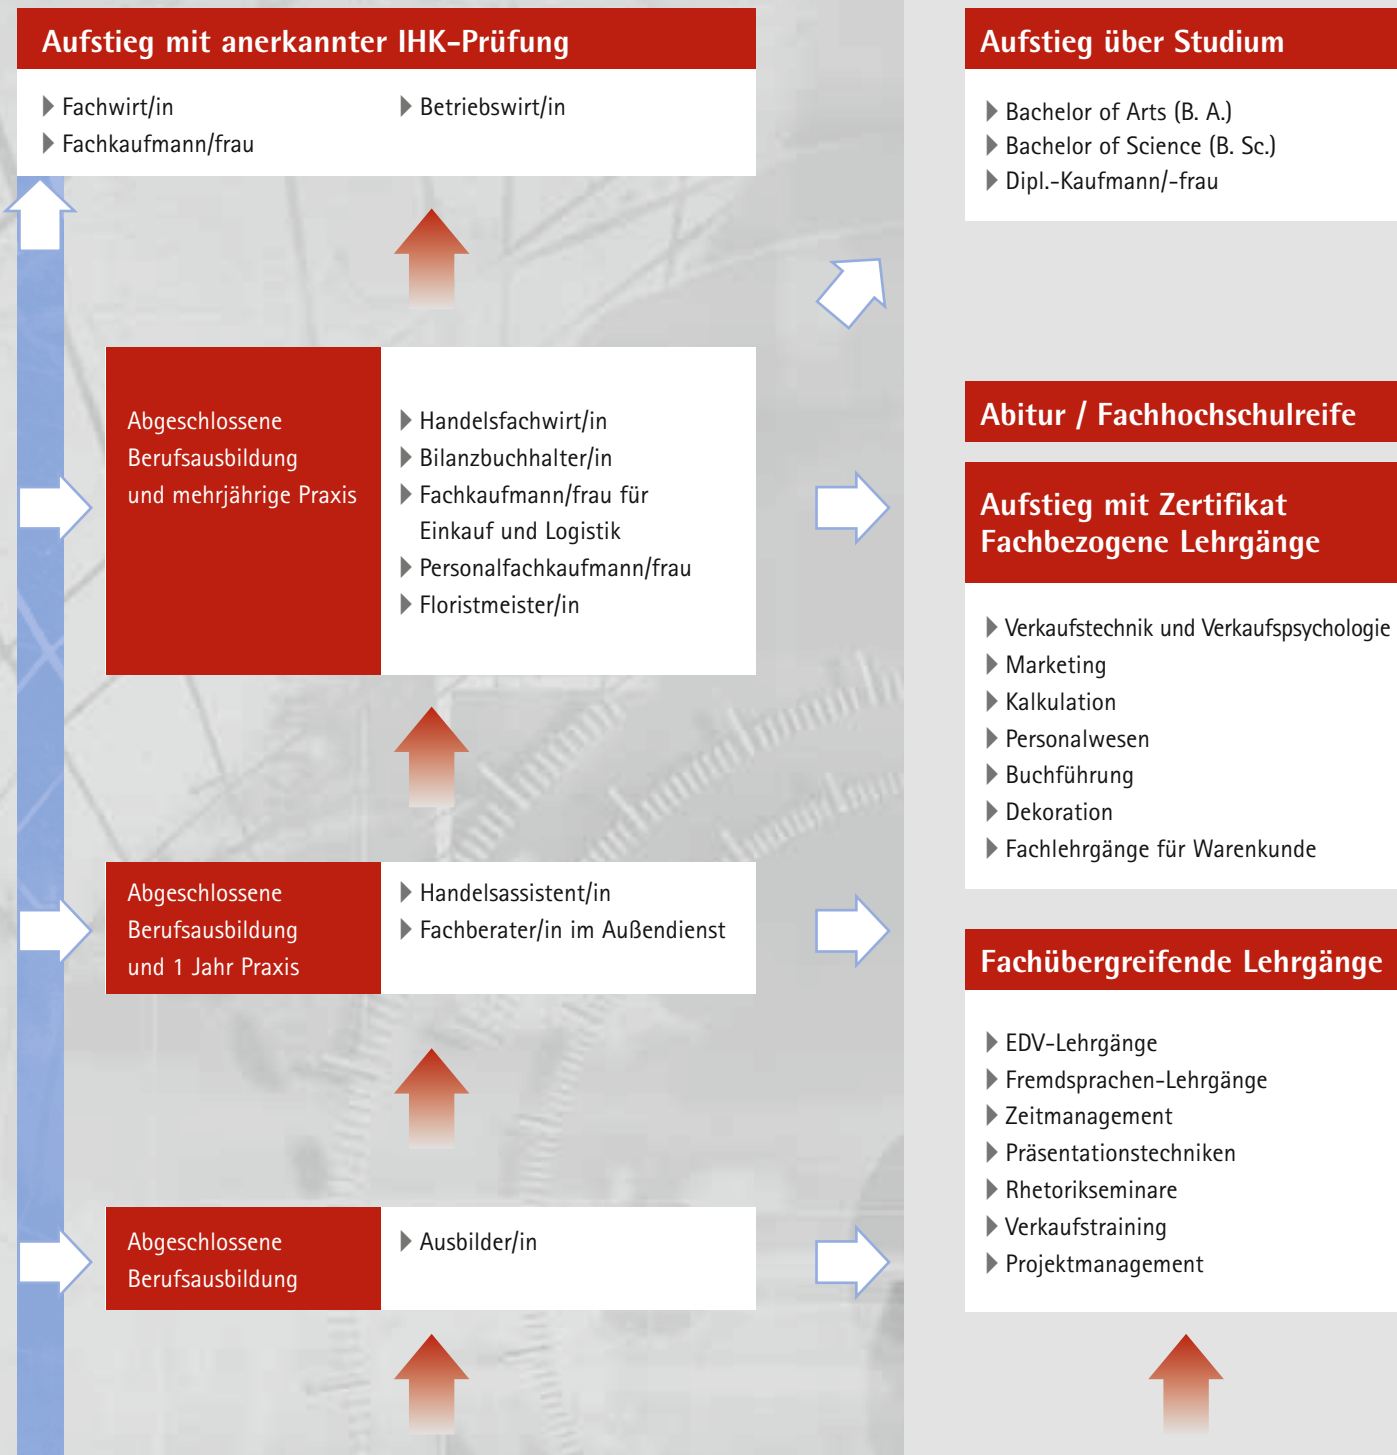 Aufstieg mit anerkannter IHK-Prüfung
Fachwirt/in
Fachkaufmann/frau
Betriebswirt/in
Abgeschlossene
Berufsausbildung
und mehrjährige Praxis
Handelsfachwirt/in
Bilanzbuchhalter/in
Fachkaufmann/frau für
Einkauf und Logistik
Personalfachkaufmann/frau
Floristmeister/in
Abgeschlossene
Berufsausbildung
und 1 Jahr Praxis
Handelsassistent/in
Fachberater/in im Außendienst
Abgeschlossene
Berufsausbildung
Ausbilder/in
Aufstieg über Studium
Bachelor of Arts (B. A.)
Bachelor of Science (B. Sc.)
Dipl.-Kaufmann/-frau
Abitur / Fachhochschulreife
Aufstieg mit Zertifikat
Fachbezogene Lehrgänge
Verkaufstechnik und Verkaufspsychologie
Marketing
Kalkulation
Personalwesen
Buchführung
Dekoration
Fachlehrgänge für Warenkunde
Fachübergreifende Lehrgänge
EDV-Lehrgänge
Fremdsprachen-Lehrgänge
Zeitmanagement
Präsentationstechniken
Rhetorikseminare
Verkaufstraining
Projektmanagement